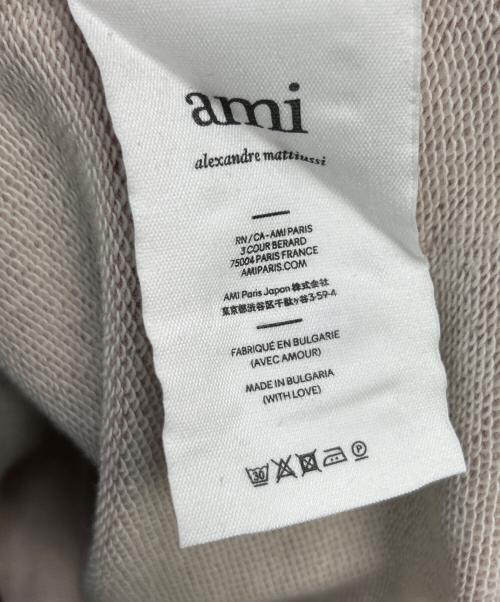 ami
alexandre mattiussi
RN/CA-AMI PARIS
3 COUR BERARD
75004 PARIS FRANCE
AMIPARIS.COM
AMI Paris Japan 株式会社
東京都渋谷区千駄ヶ谷3-59-4
FABRIQUÉ EN BULGARIE
(AVEC AMOUR)
MADE IN BULGARIA
(WITH LOVE)
30 P